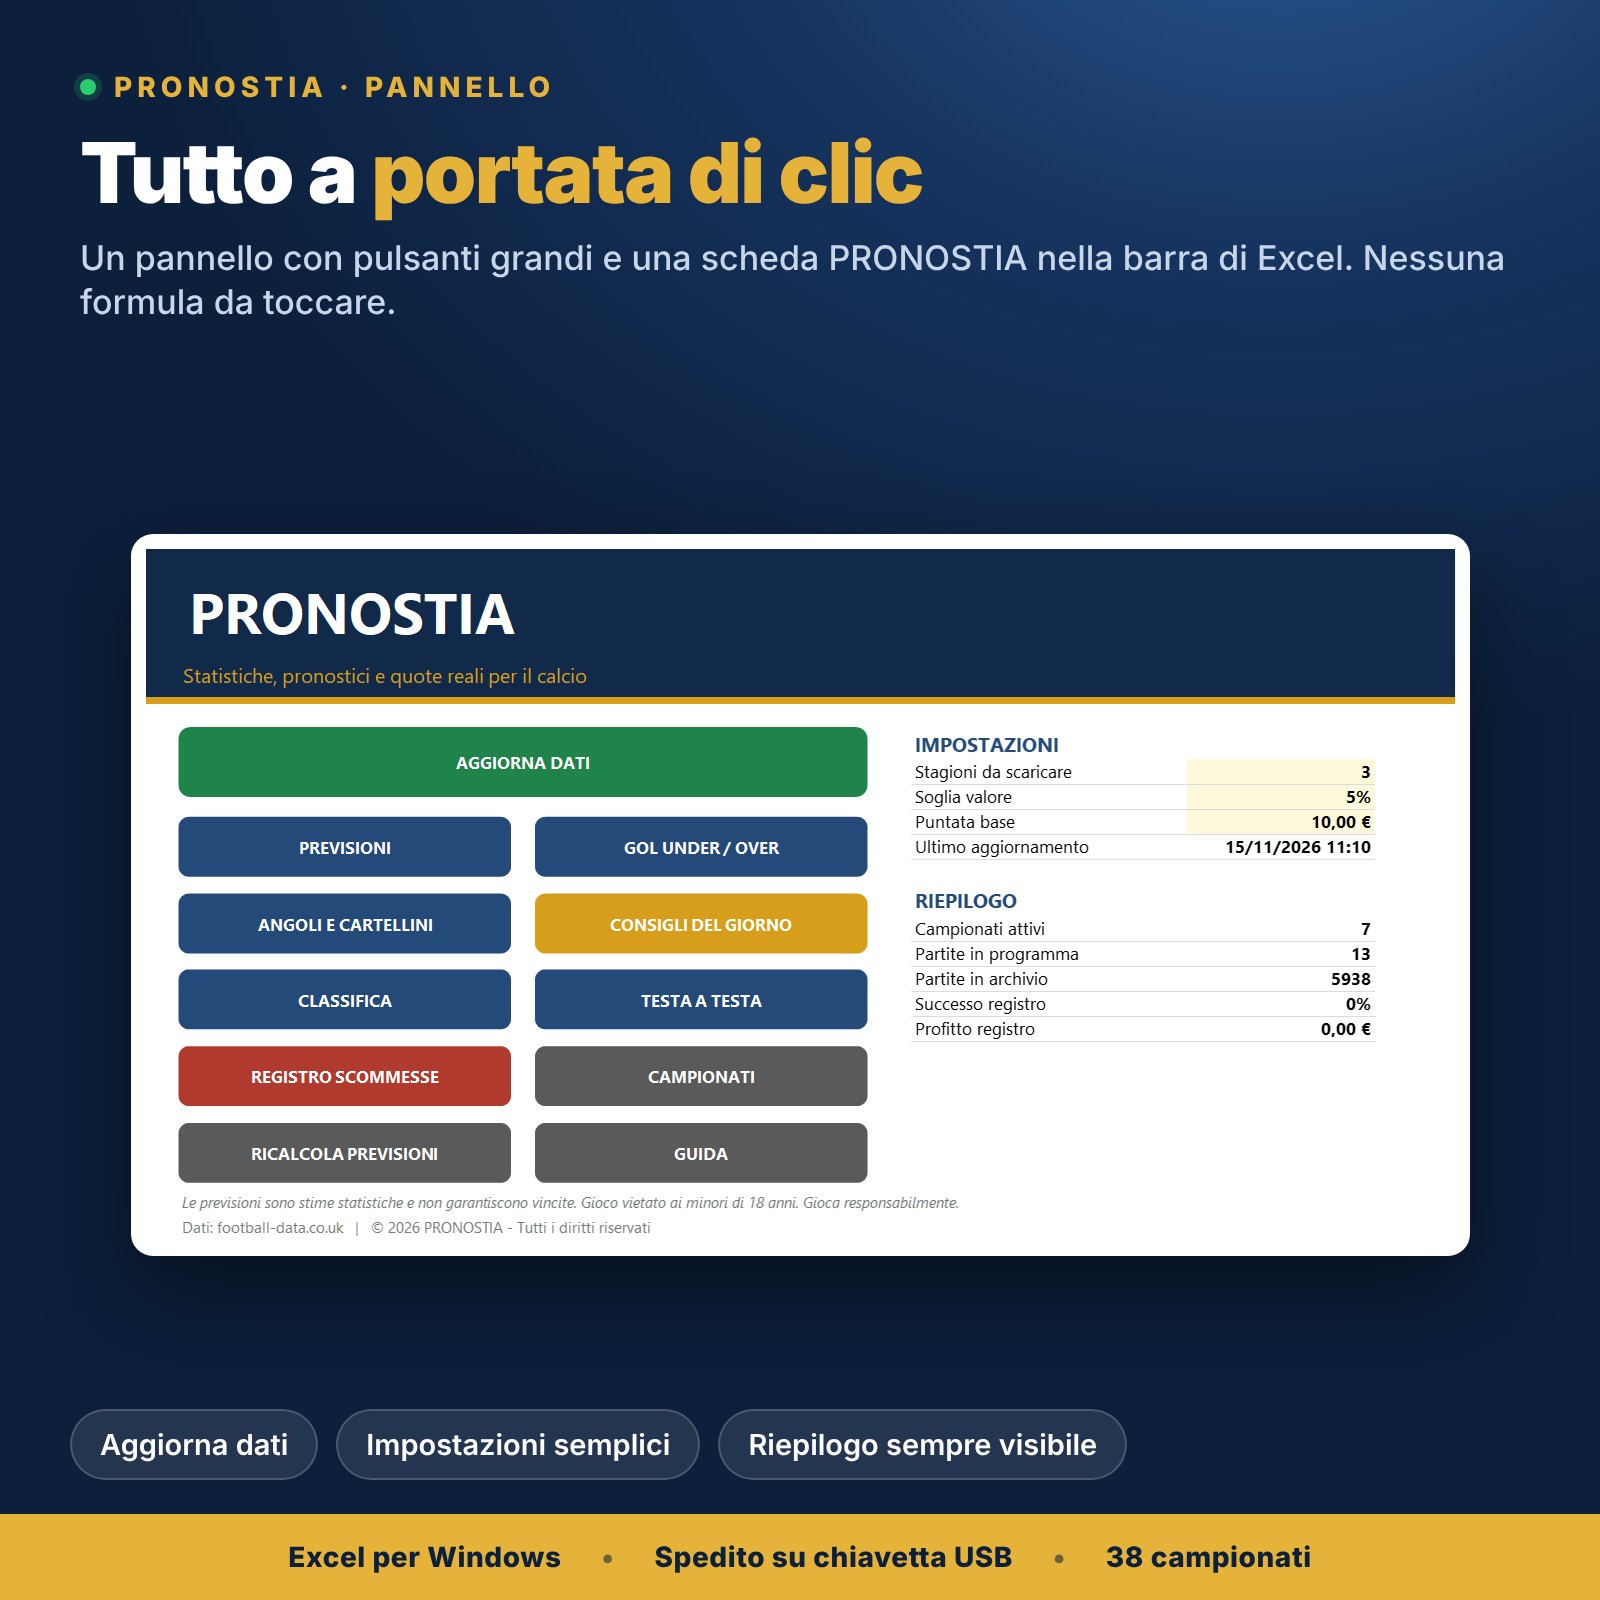 PRONOSTIA · PANNELLO
Tutto a portata di clic
Un pannello con pulsanti grandi e una scheda PRONOSTIA nella barra di Excel. Nessuna
formula da toccare.
PRONOSTIA
Statistiche, pronostici e quote reali per il calcio
AGGIORNA DATI
PREVISIONI
GOL UNDER / OVER
ANGOLI E CARTELLINI
CONSIGLI DEL GIORNO
CLASSIFICA
TESTA A TESTA
REGISTRO SCOMMESSE
CAMPIONATI
RICALCOLA PREVISIONI
GUIDA
IMPOSTAZIONI
Stagioni da scaricare 3
Soglia valore 5%
Puntata base 10,00 €
Ultimo aggiornamento 15/11/2026 11:10
RIEPILOGO
Campionati attivi 7
Partite in programma 13
Partite in archivio 5938
Successo registro 0%
Profitto registro 0,00 €
Le previsioni sono stime statistiche e non garantiscono vincite. Gioco vietato ai minori di 18 anni. Gioca responsabilmente.
Dati: football-data.co.uk | © 2026 PRONOSTIA - Tutti i diritti riservati
Aggiorna dati
Impostazioni semplici
Riepilogo sempre visibile
Excel per Windows • Spedito su chiavetta USB • 38 campionati